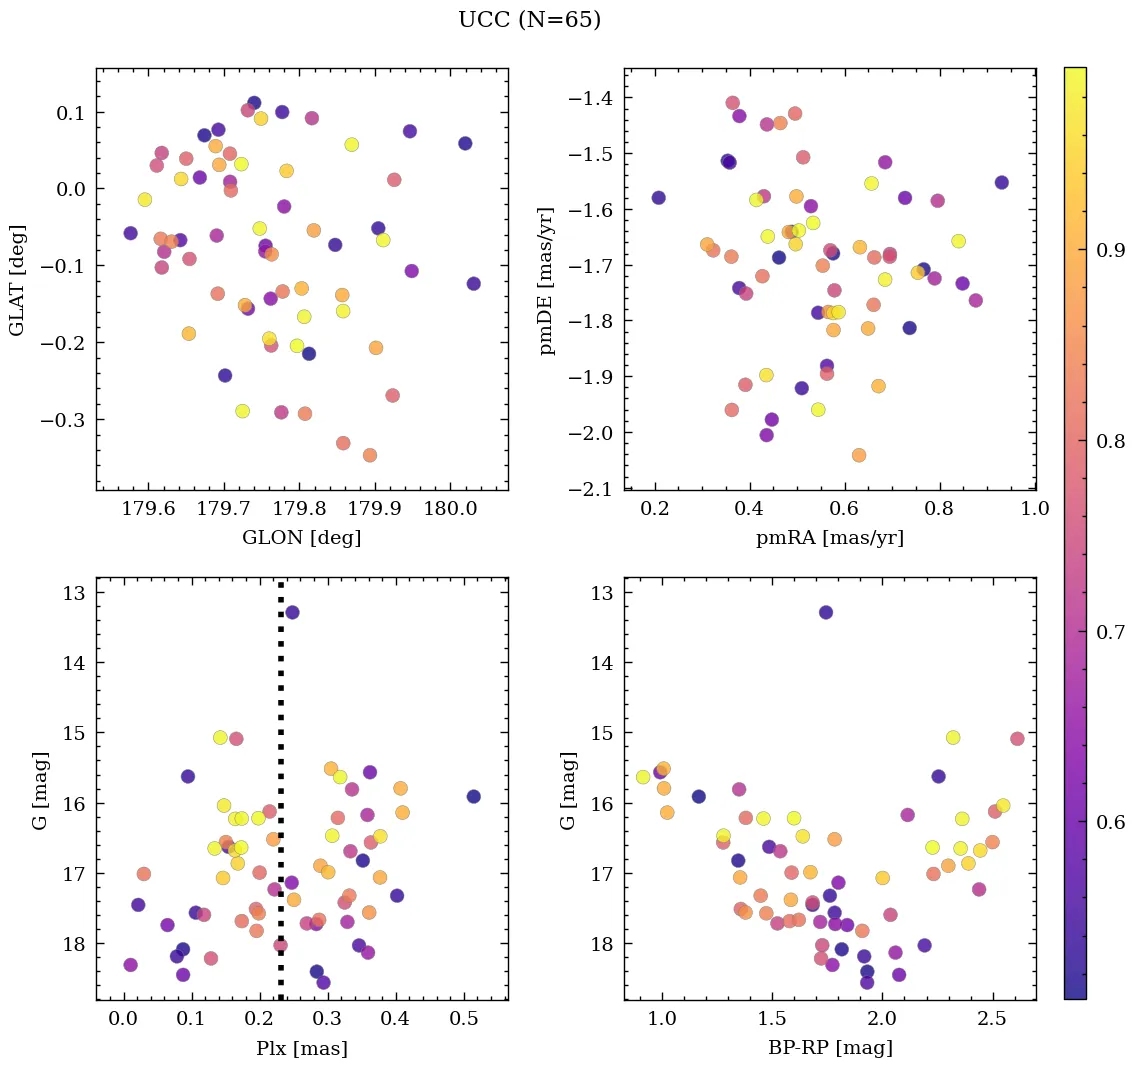 UCC (N=65)
0.1
0.0
−0.1
−0.2
−0.3
GLAT [deg]
179.6 179.7 179.8 179.9 180.0
GLON [deg]
−1.4
−1.5
−1.6
−1.7
−1.8
−1.9
−2.0
−2.1
pmDE [mas/yr]
0.2 0.4 0.6 0.8 1.0
pmRA [mas/yr]
0.9
0.8
0.7
0.6
13
14
15
16
17
18
G [mag]
0.0 0.1 0.2 0.3 0.4 0.5
Plx [mas]
13
14
15
16
17
18
G [mag]
1.0 1.5 2.0 2.5
BP-RP [mag]